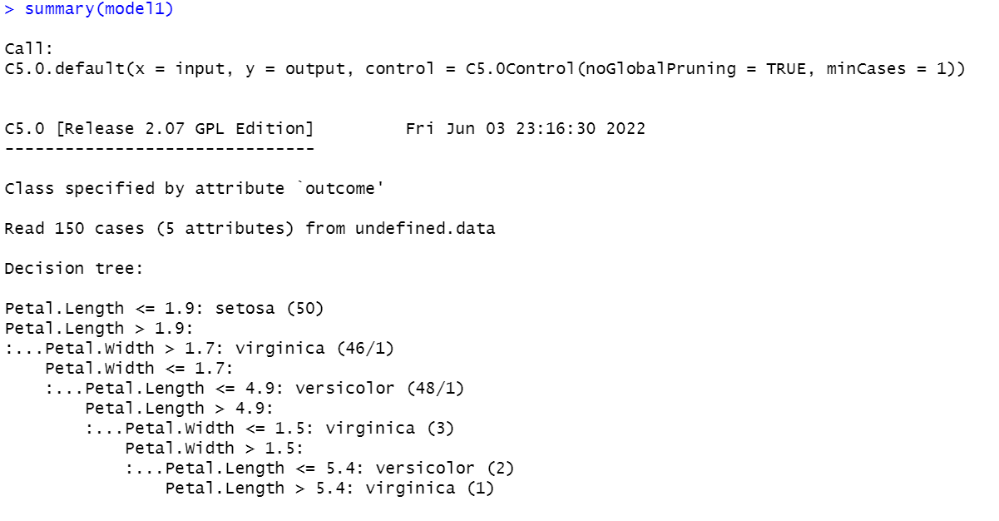 > summary(model1)
Call:
C5.0.default(x = input, y = output, control = C5.0Control(noGlobalPruning = TRUE, minCases = 1))
C5.0 [Release 2.07 GPL Edition]         Fri Jun 03 23:16:30 2022
-------------------------------
Class specified by attribute `outcome'
Read 150 cases (5 attributes) from undefined.data
Decision tree:
Petal.Length <= 1.9: setosa (50)
Petal.Length > 1.9:
:...Petal.Width > 1.7: virginica (46/1)
    Petal.Width <= 1.7:
    :...Petal.Length <= 4.9: versicolor (48/1)
        Petal.Length > 4.9:
        :...Petal.Width <= 1.5: virginica (3)
            Petal.Width > 1.5:
            :...Petal.Length <= 5.4: versicolor (2)
                Petal.Length > 5.4: virginica (1)